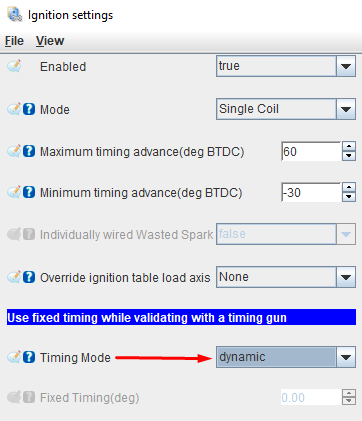 Ignition settings
File View
Enabled true
Mode Single Coil
Maximum timing advance(deg BTDC) 60
Minimum timing advance(deg BTDC) -30
Individually wired Wasted Spark false
Override ignition table load axis None
Use fixed timing while validating with a timing gun
Timing Mode dynamic
Fixed Timing(deg) 0.00